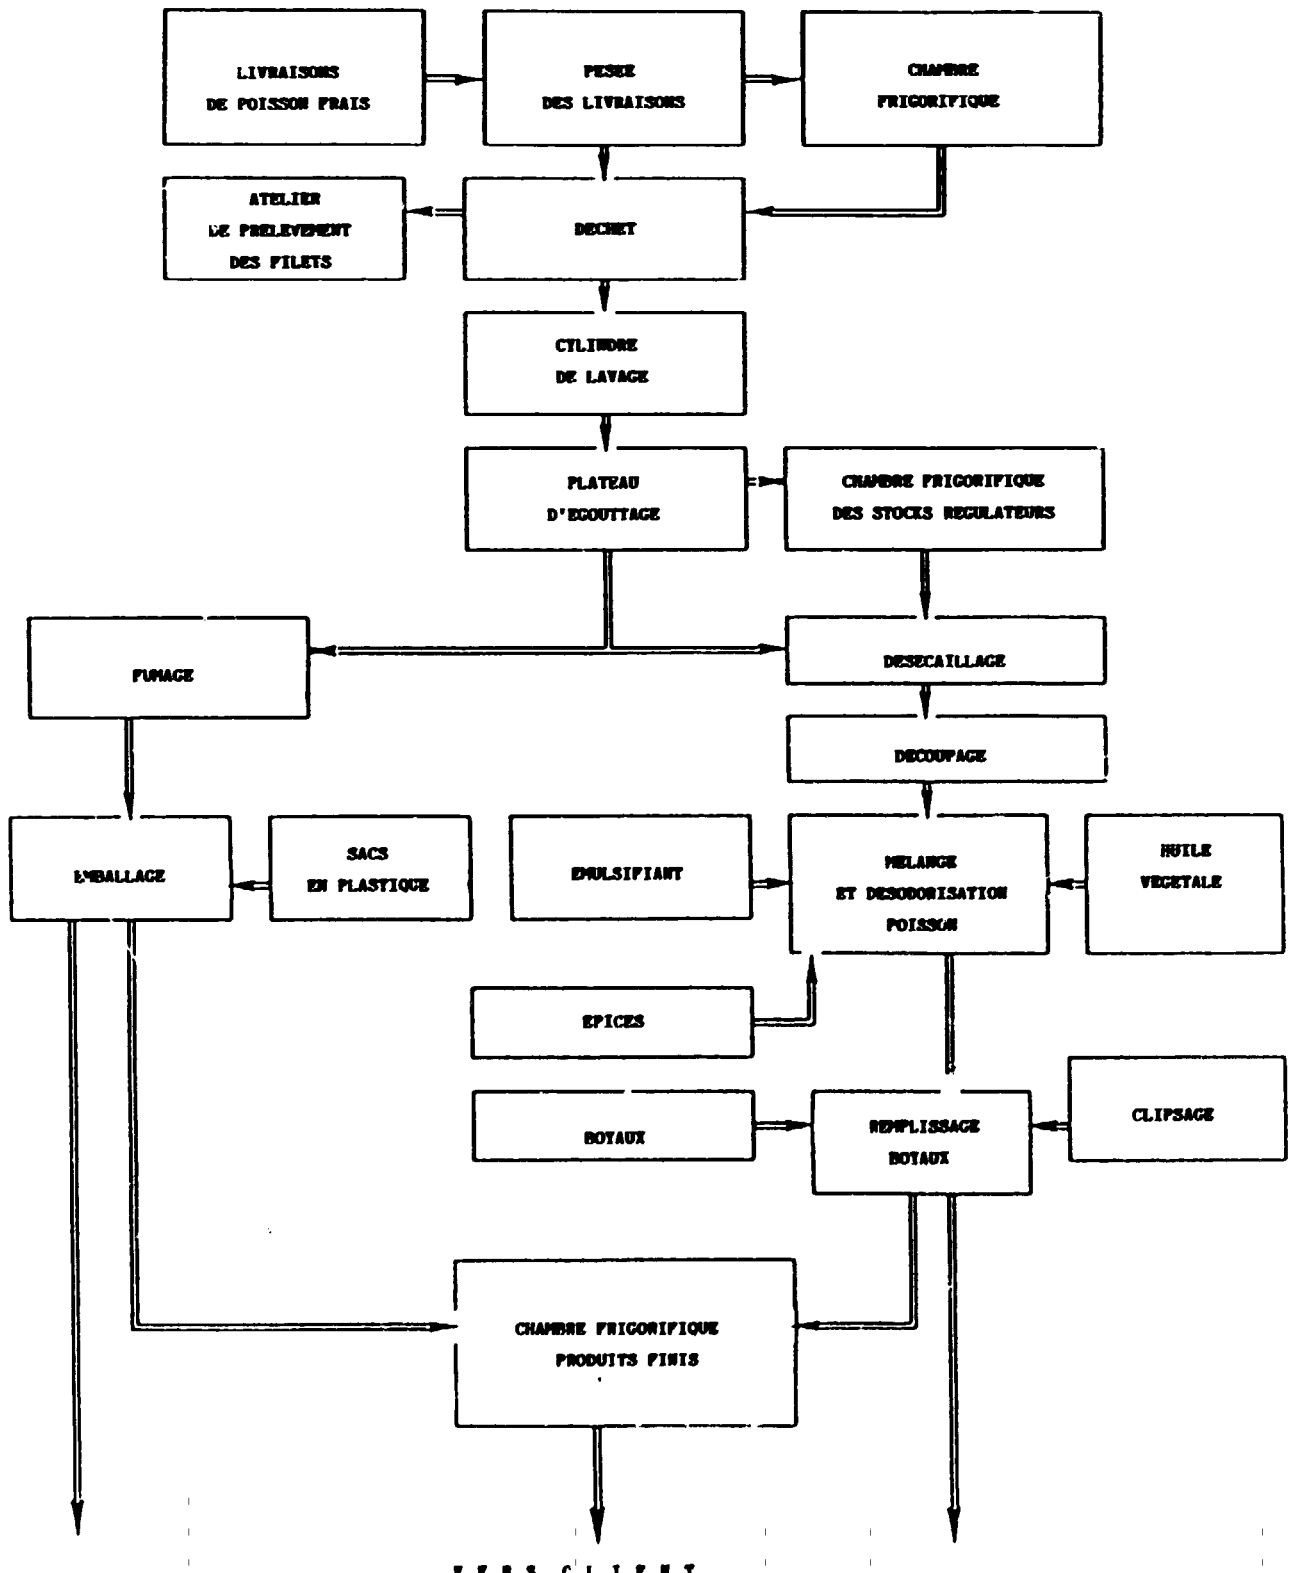 LIVRAISONS
DE POISSON FRAIS
PESEE
DES LIVRAISONS
CHAMBRE
FRIGORIFIQUE
ATELIER
DE PRELEVEMENT
DES FILETS
DECHET
CYLINDRE
DE LAVAGE
PLATEAU
D'EGOUTTAGE
CHAMBRE FRIGORIFIQUE
DES STOCKS REGULATEURS
FUMAGE
DESECAILLAGE
DECOUPAGE
EMBALLAGE
SACS
EN PLASTIQUE
EMULSIFIANT
MELANGE
ET DESODORISATION
POISSON
HUILE
VEGETALE
EPICES
BOYAUX
REMPLISSAGE
BOYAUX
CLIPSAGE
CHAMBRE FRIGORIFIQUE
PRODUITS FINIS
VERS CLIENT